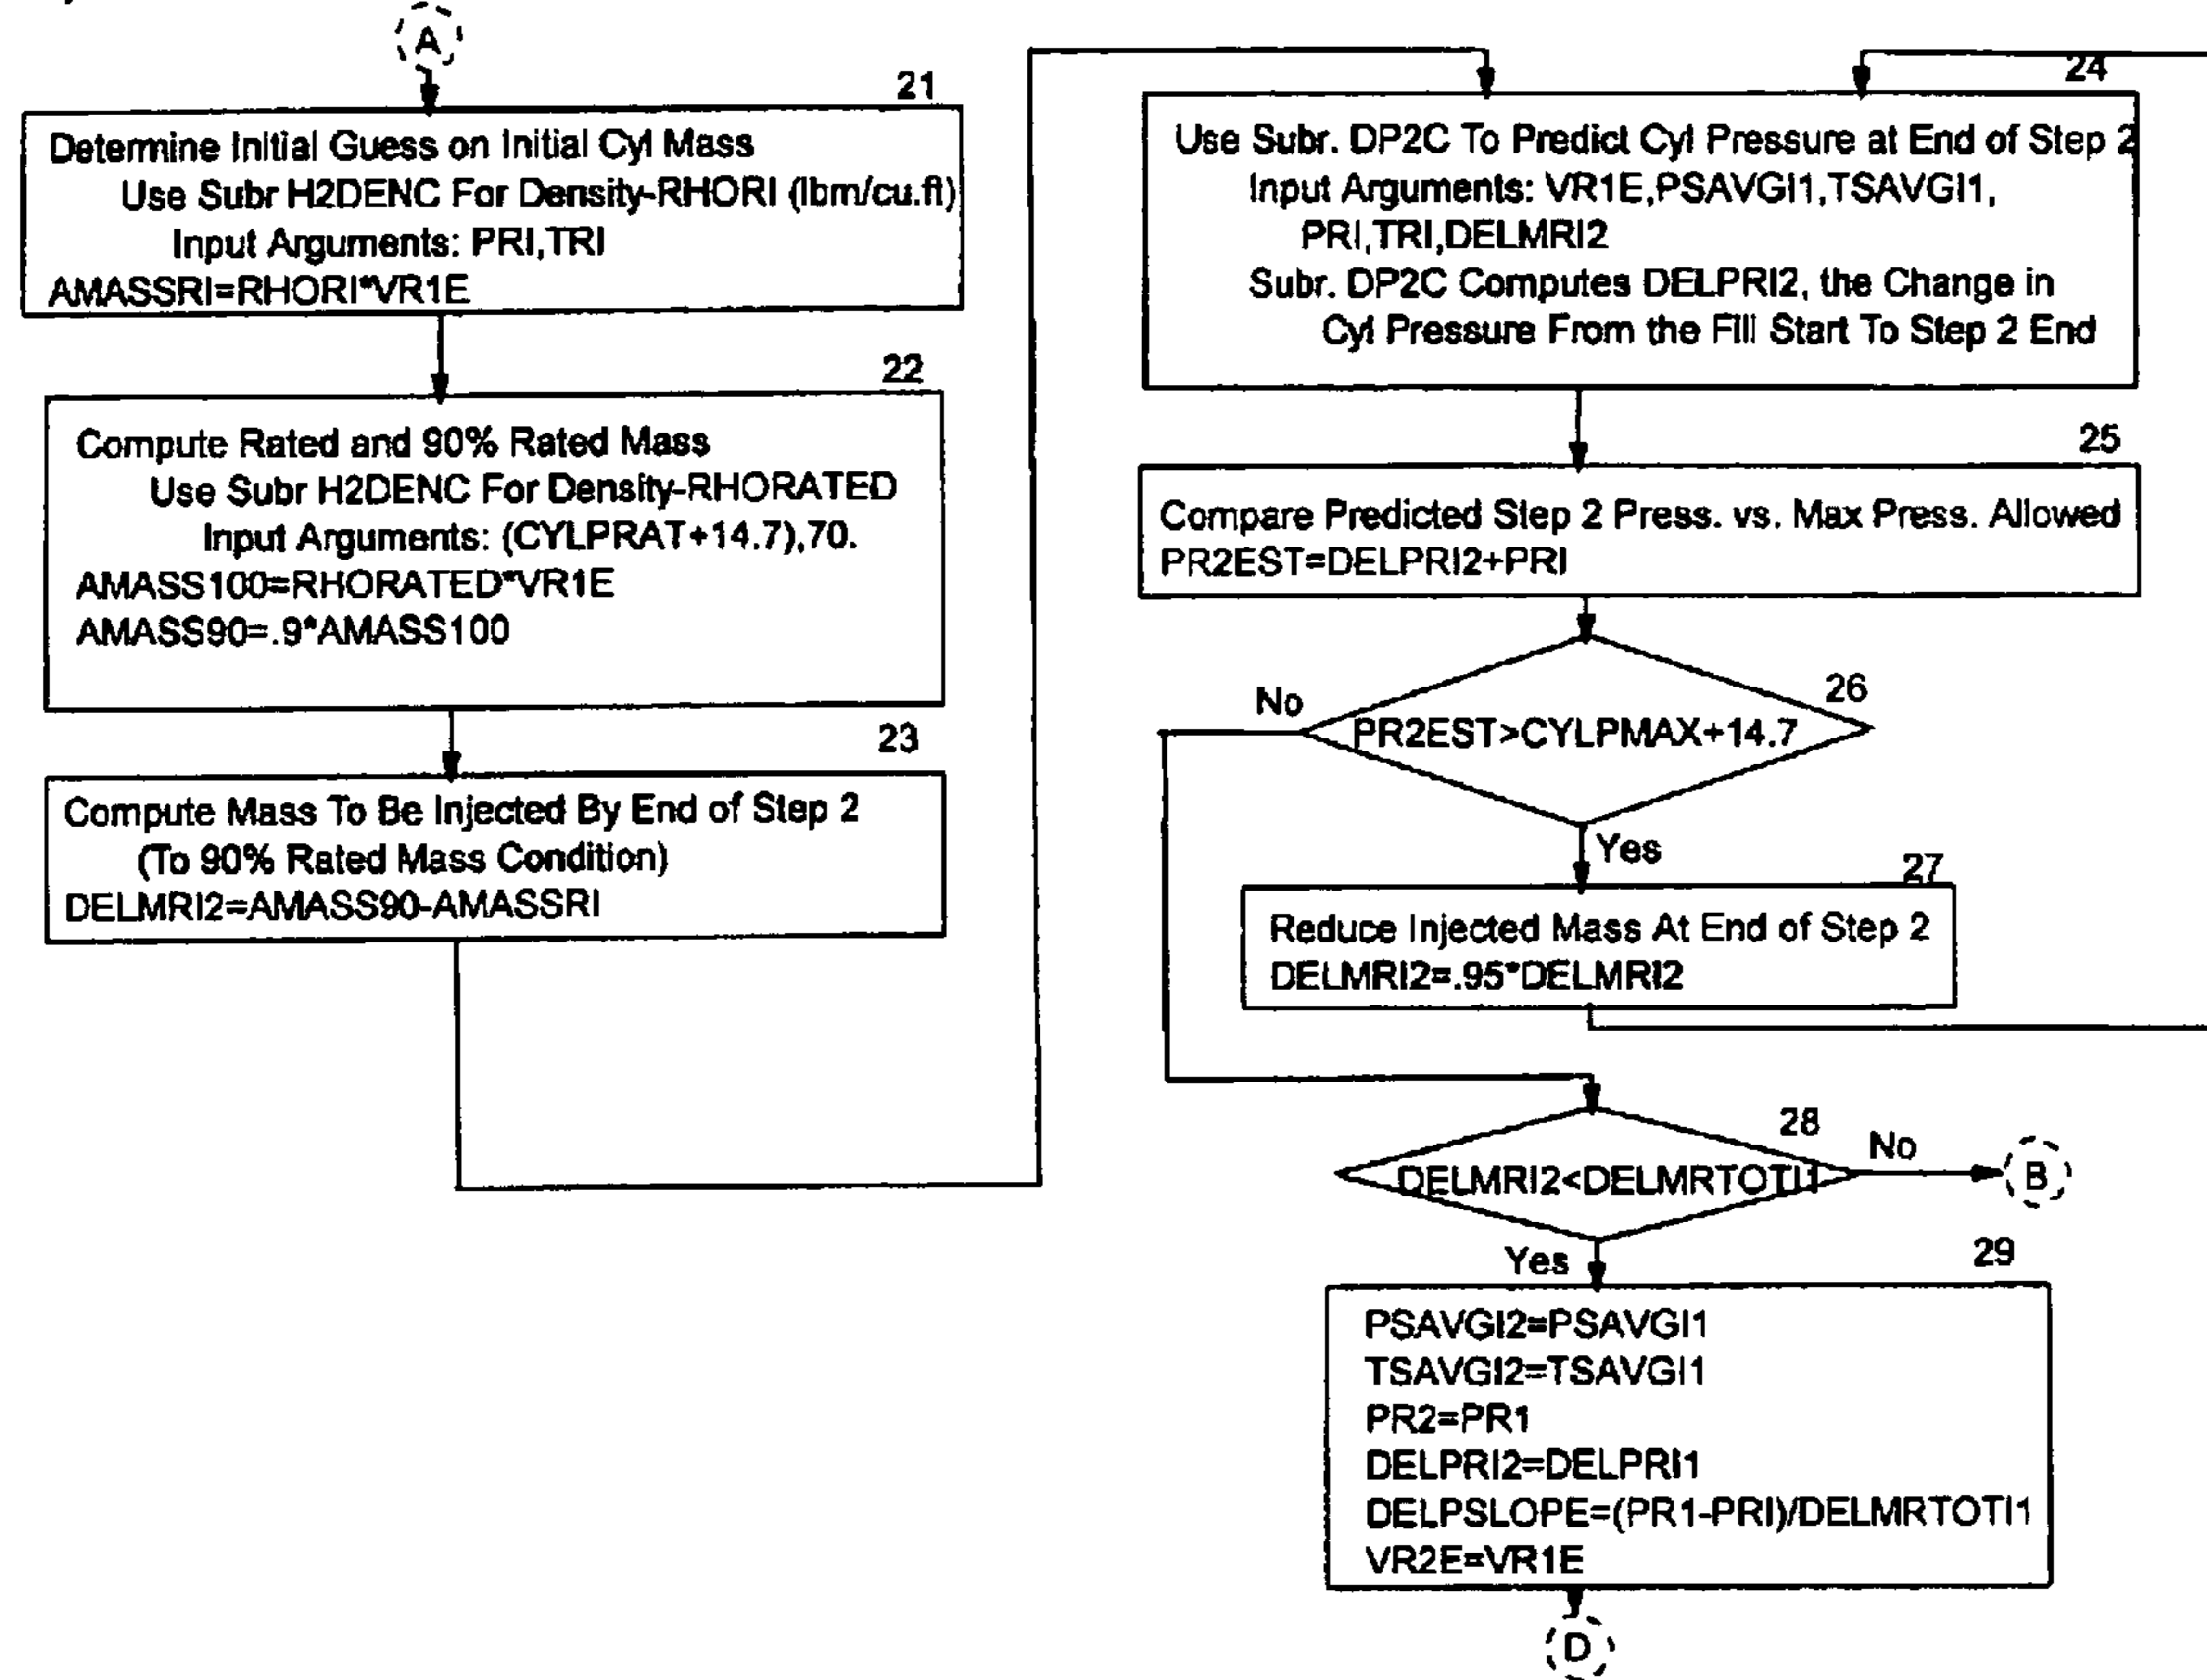 A
21
Determine Initial Guess on Initial Cyl Mass
Use Subr H2DENC For Density-RHORI (lbm/cu.ft)
Input Arguments: PRI,TRI
AMASSRI=RHORI*VR1E
22
Compute Rated and 90% Rated Mass
Use Subr H2DENC For Density-RHORATED
Input Arguments: (CYLPRAT+14.7),70.
AMASS100=RHORATED*VR1E
AMASS90=.9*AMASS100
23
Compute Mass To Be Injected By End of Step 2
(To 90% Rated Mass Condition)
DELMRI2=AMASS90-AMASSRI
24
Use Subr. DP2C To Predict Cyl Pressure at End of Step 2
Input Arguments: VR1E,PSAVGI1,TSAVGI1,
PRI,TRI,DELMRI2
Subr. DP2C Computes DELPRI2, the Change in
Cyl Pressure From the Fill Start To Step 2 End
25
Compare Predicted Step 2 Press. vs. Max Press. Allowed
PR2EST=DELPRI2+PRI
26
No
PR2EST>CYLPMAX+14.7
Yes
27
Reduce Injected Mass At End of Step 2
DELMRI2=.95*DELMRI2
28
DELMRI2<DELMRTOTI1
No
B
Yes
29
PSAVGI2=PSAVGI1
TSAVGI2=TSAVGI1
PR2=PR1
DELPRI2=DELPRI1
DELPSLOPE=(PR1-PRI)/DELMRTOTI1
VR2E=VR1E
D